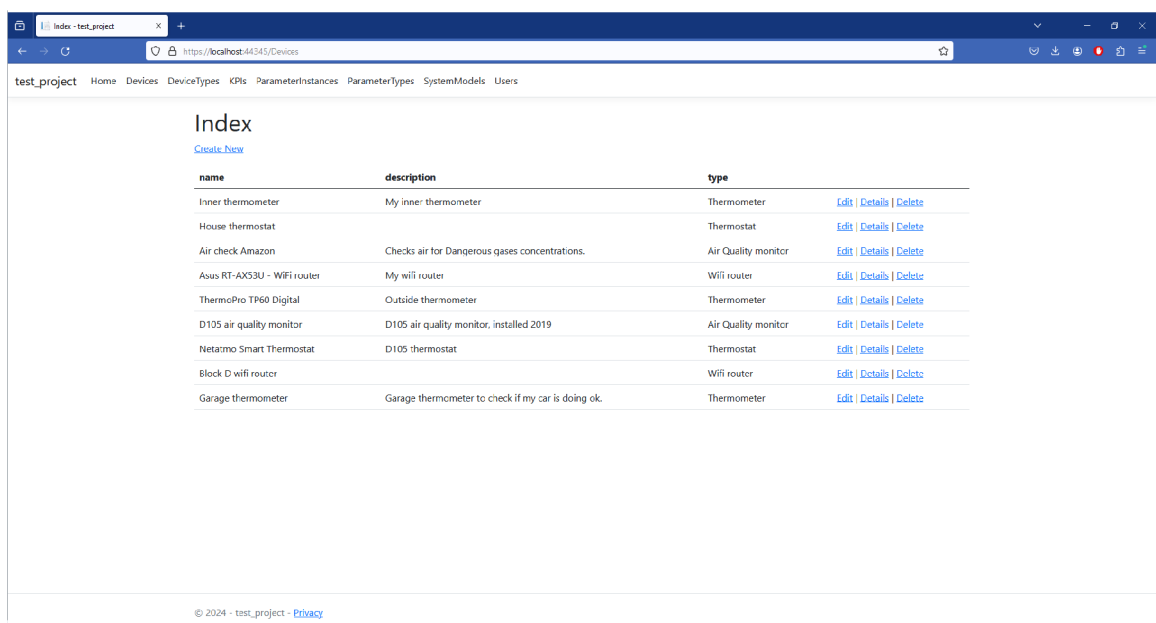 Index - test_project
https://localhost:44345/Devices
test_project Home Devices DeviceTypes KPIs ParameterInstances ParameterTypes SystemModels Users
Index
Create New
name description type
Inner thermometer My inner thermometer Thermometer Edit | Details | Delete
House thermostat Thermostat Edit | Details | Delete
Air check Amazon Checks air for Dangerous gases concentrations. Air Quality monitor Edit | Details | Delete
Asus RT-AX53U - WiFi router My wifi router Wifi router Edit | Details | Delete
ThermoPro TP60 Digital Outside thermometer Thermometer Edit | Details | Delete
D105 air quality monitor D105 air quality monitor, installed 2019 Air Quality monitor Edit | Details | Delete
Netatmo Smart Thermostat D105 thermostat Thermostat Edit | Details | Delete
Block D wifi router Wifi router Edit | Details | Delete
Garage thermometer Garage thermometer to check if my car is doing ok. Thermometer Edit | Details | Delete
© 2024 - test_project - Privacy